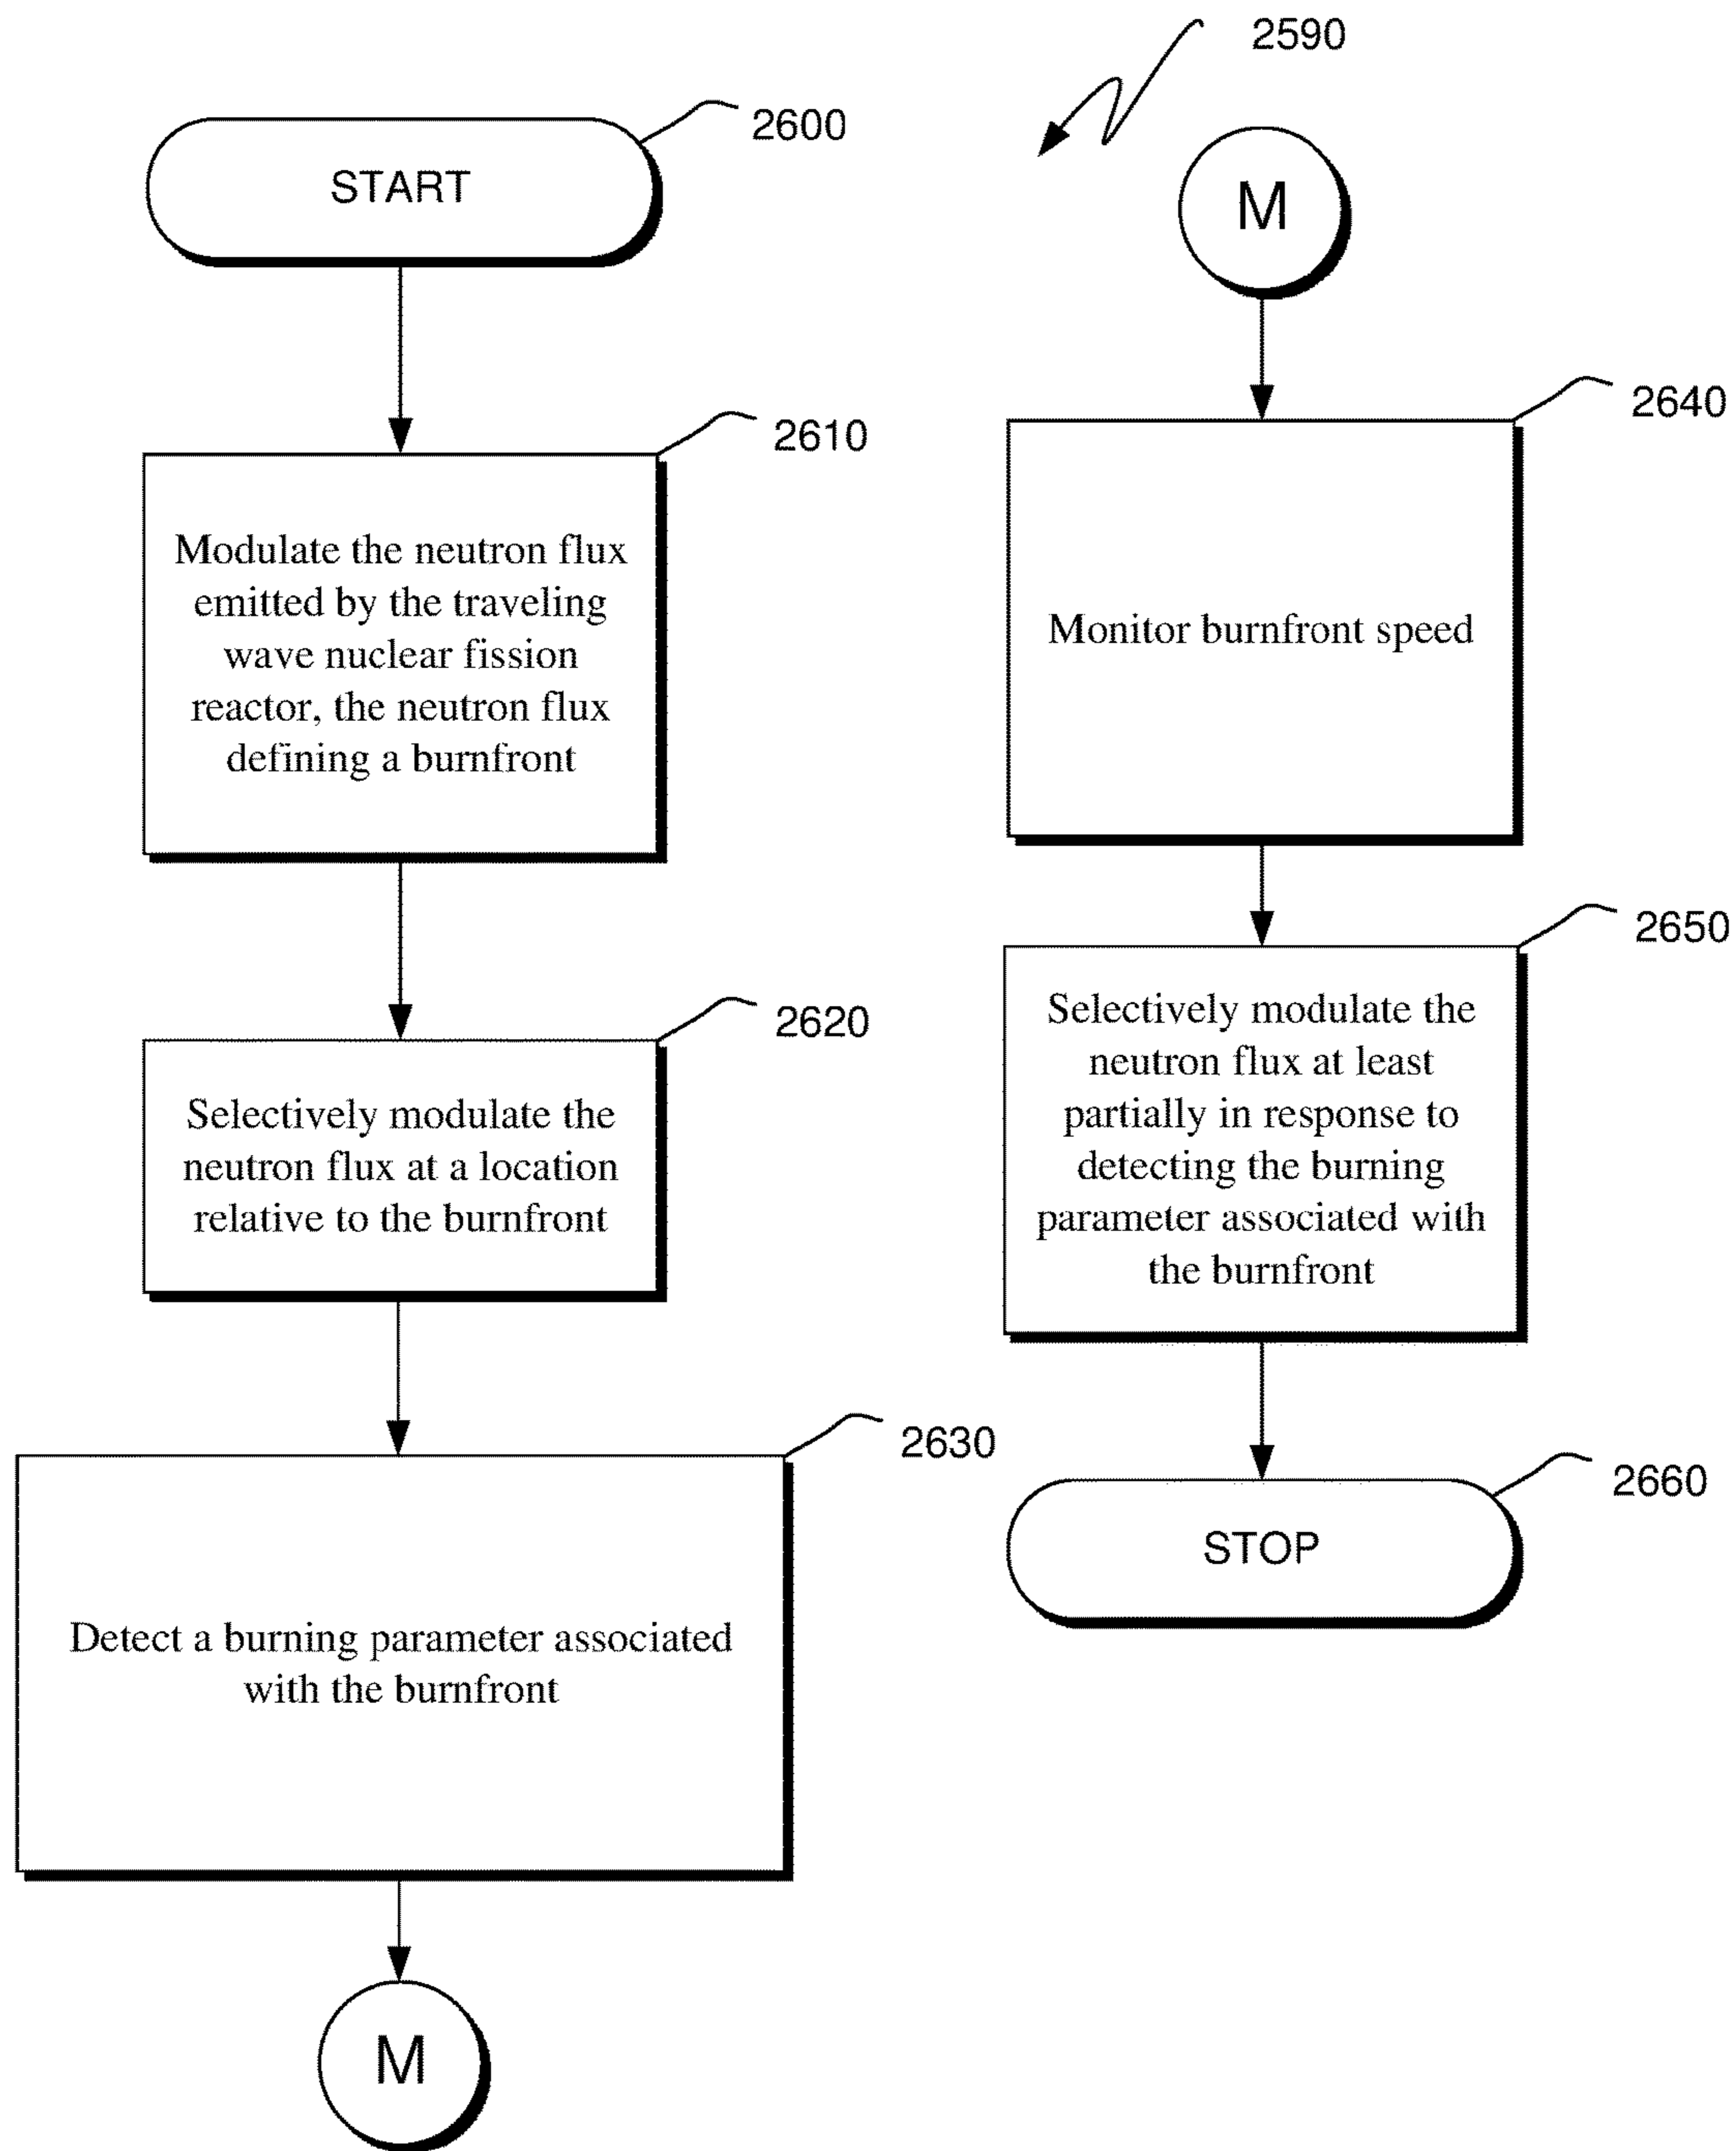 2600
START
2610
Modulate the neutron flux
emitted by the traveling
wave nuclear fission
reactor, the neutron flux
defining a burnfront
2620
Selectively modulate the
neutron flux at a location
relative to the burnfront
2630
Detect a burning parameter associated
with the burnfront
M
2590
M
2640
Monitor burnfront speed
2650
Selectively modulate the
neutron flux at least
partially in response to
detecting the burning
parameter associated with
the burnfront
2660
STOP